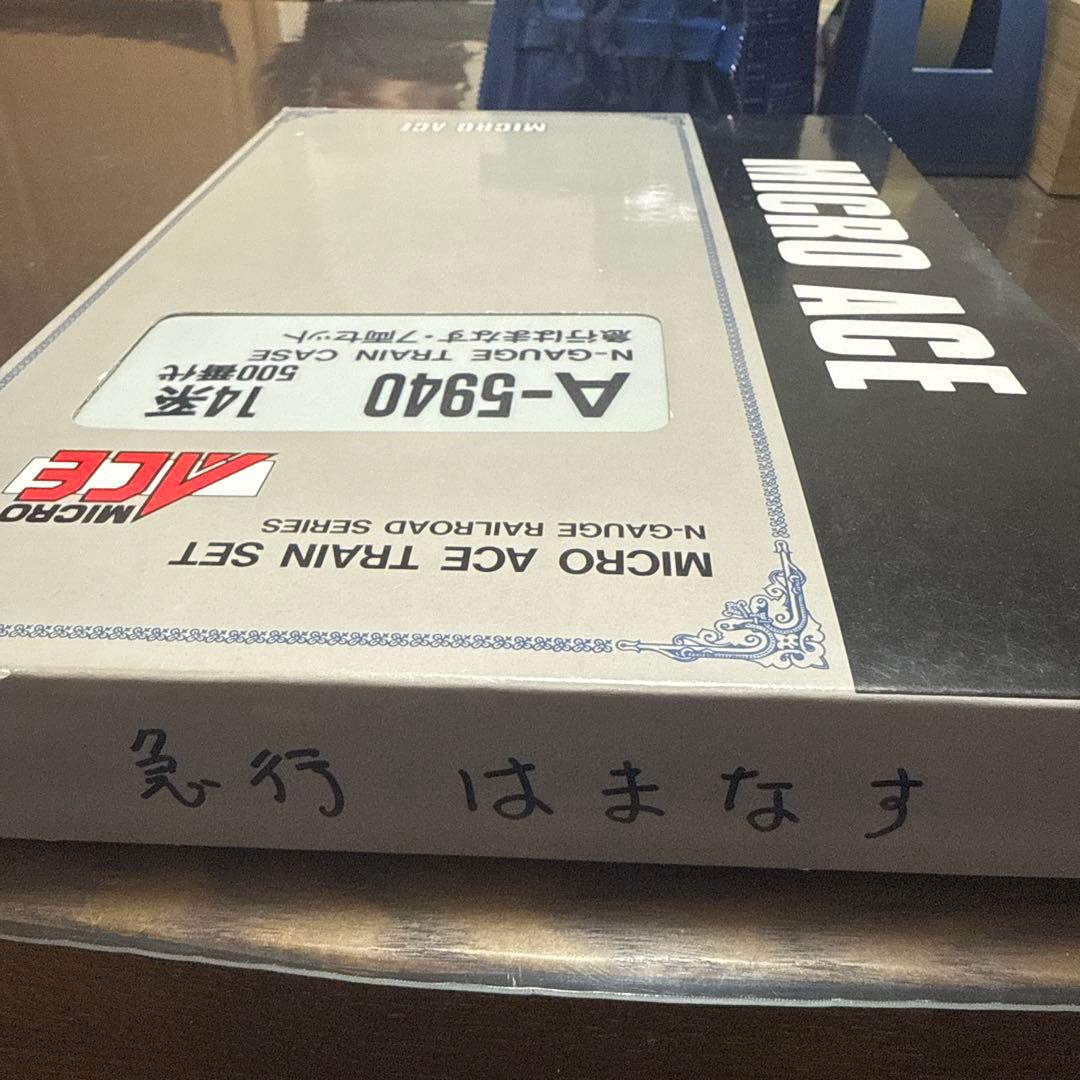 MICRO ACE
MICRO ACE
MICRO ACE TRAIN SET
N-GAUGE RAILROAD SERIES
MICRO
ACE
A-5940 14系 500番代
N-GAUGE TRAIN CASE
急行はまなす・7両セット
急行 はまなす